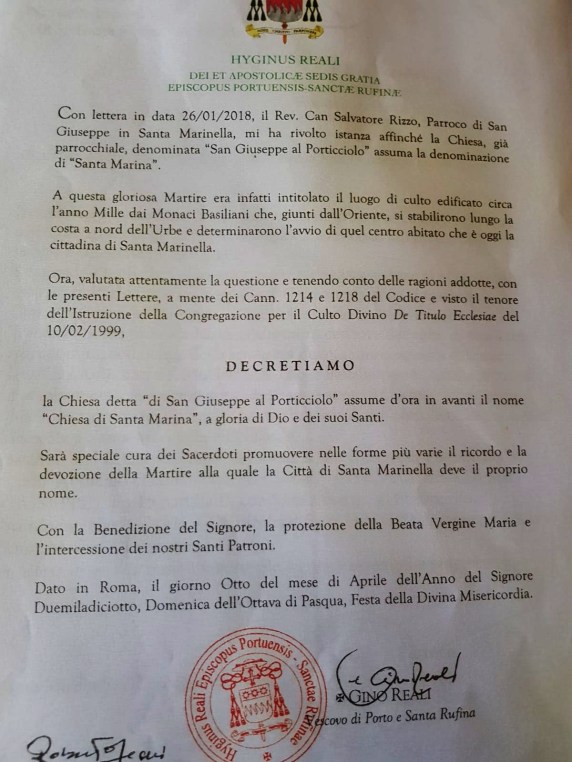 HYGINUS REALI
DEI ET APOSTOLICÆ SEDIS GRATIA
EPISCOPUS PORTUENSIS-SANCTÆ RUFINÆ
Con lettera in data 26/01/2018, il Rev. Can Salvatore Rizzo, Parroco di San
Giuseppe in Santa Marinella, mi ha rivolto istanza affinché la Chiesa, già
parrocchiale, denominata “San Giuseppe al Porticciolo” assuma la denominazione
di “Santa Marina”.
A questa gloriosa Martire era infatti intitolato il luogo di culto edificato circa
l’anno Mille dai Monaci Basiliani che, giunti dall’Oriente, si stabilirono lungo la
costa a nord dell’Urbe e determinarono l’avvio di quel centro abitato che è oggi la
cittadina di Santa Marinella.
Ora, valutata attentamente la questione e tenendo conto delle ragioni addotte, con
le presenti Lettere, a mente dei Cann. 1214 e 1218 del Codice e visto il tenore
dell’Istruzione della Congregazione per il Culto Divino De Titulo Ecclesiae del
10/02/1999,
DECRETIAMO
la Chiesa detta “di San Giuseppe al Porticciolo” assume d’ora in avanti il nome
“Chiesa di Santa Marina”, a gloria di Dio e dei suoi Santi.
Sarà speciale cura dei Sacerdoti promuovere nelle forme più varie il ricordo e la
devozione della Martire alla quale la Città di Santa Marinella deve il proprio
nome.
Con la Benedizione del Signore, la protezione della Beata Vergine Maria e
l’intercessione dei nostri Santi Patroni.
Dato in Roma, il giorno Otto del mese di Aprile dell’Anno del Signore
Duemiladiciotto, Domenica dell’Ottava di Pasqua, Festa della Divina Misericordia.
Hyginus Reali Episcopus Portuensis - Sanctae Rufinae
✠ GINO REALI
Vescovo di Porto e Santa Rufina